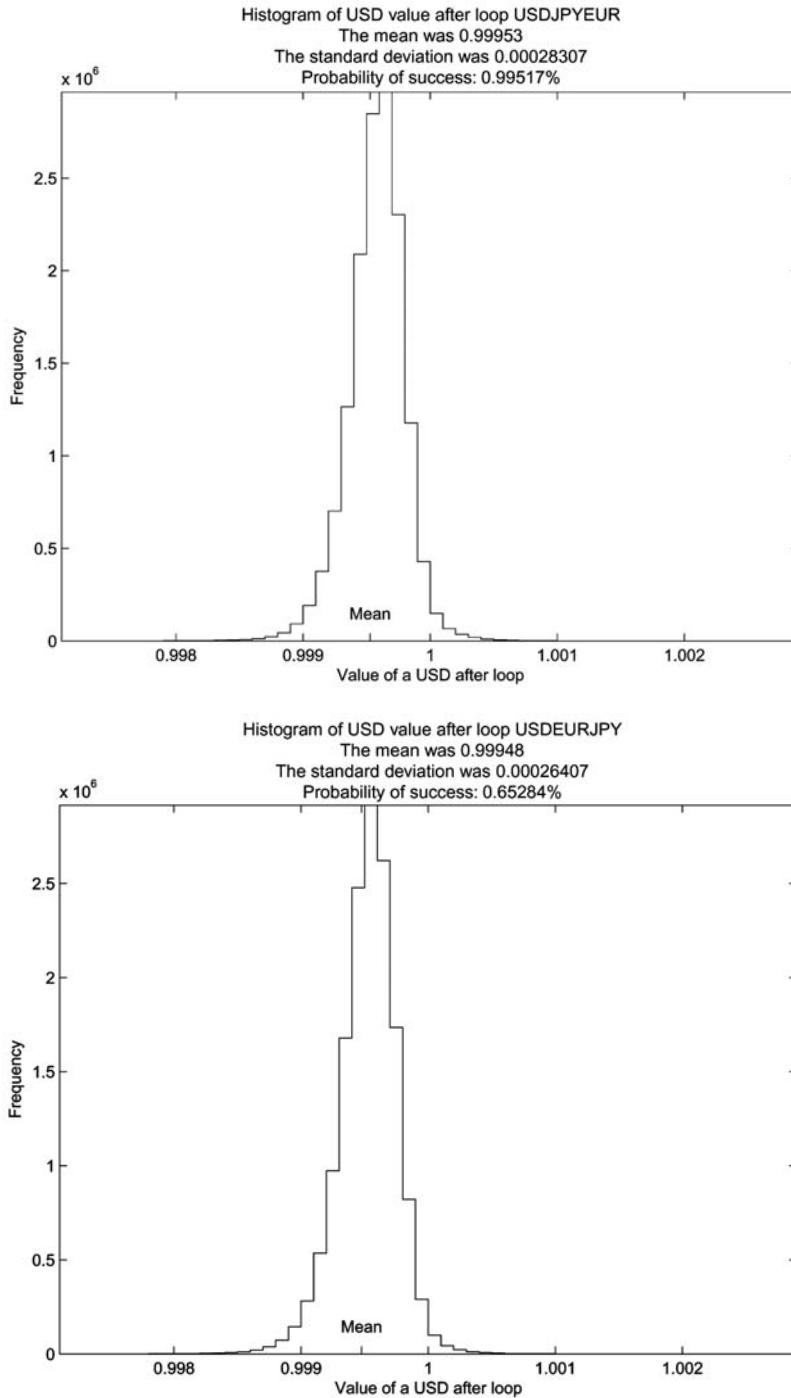 Histogram of USD value after loop USDJPYEUR
The mean was 0.99953
The standard deviation was 0.00028307
Probability of success: 0.99517%
x 10^6
2.5
2
1.5
1
0.5
0
Frequency
Mean
0.998 0.999 1 1.001 1.002
Value of a USD after loop
Histogram of USD value after loop USDEURJPY
The mean was 0.99948
The standard deviation was 0.00026407
Probability of success: 0.65284%
x 10^6
2.5
2
1.5
1
0.5
0
Frequency
Mean
0.998 0.999 1 1.001 1.002
Value of a USD after loop